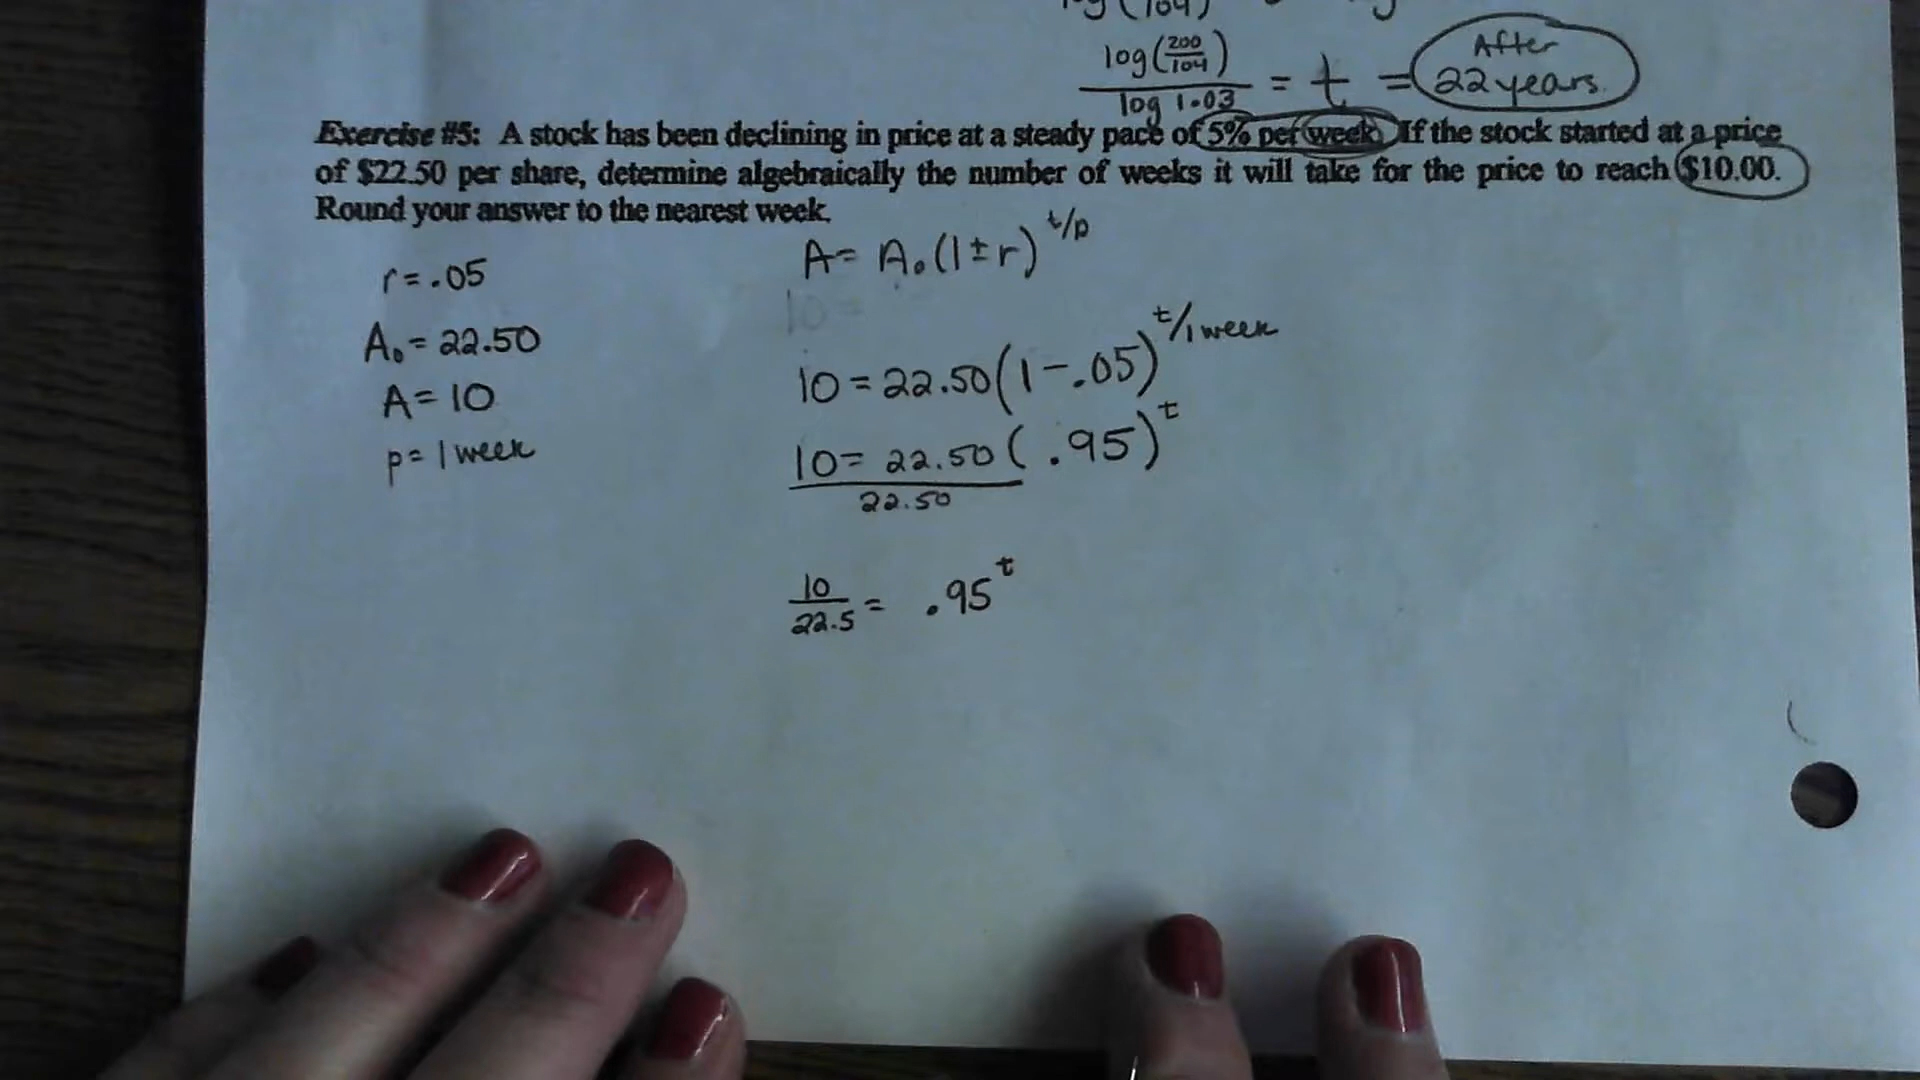 log(200/104)
log 1.03 = t = After 22 years.
Exercise #5: A stock has been declining in price at a steady pace of 5% per week. If the stock started at a price
of $22.50 per share, determine algebraically the number of weeks it will take for the price to reach $10.00.
Round your answer to the nearest week.
A = A₀(1 ± r)^t/p
r = .05
10 =
A₀ = 22.50
10 = 22.50(1 - .05)^t/1 week
A = 10
p = 1 week
10 = 22.50(.95)^t
22.50
10/22.5 = .95^t